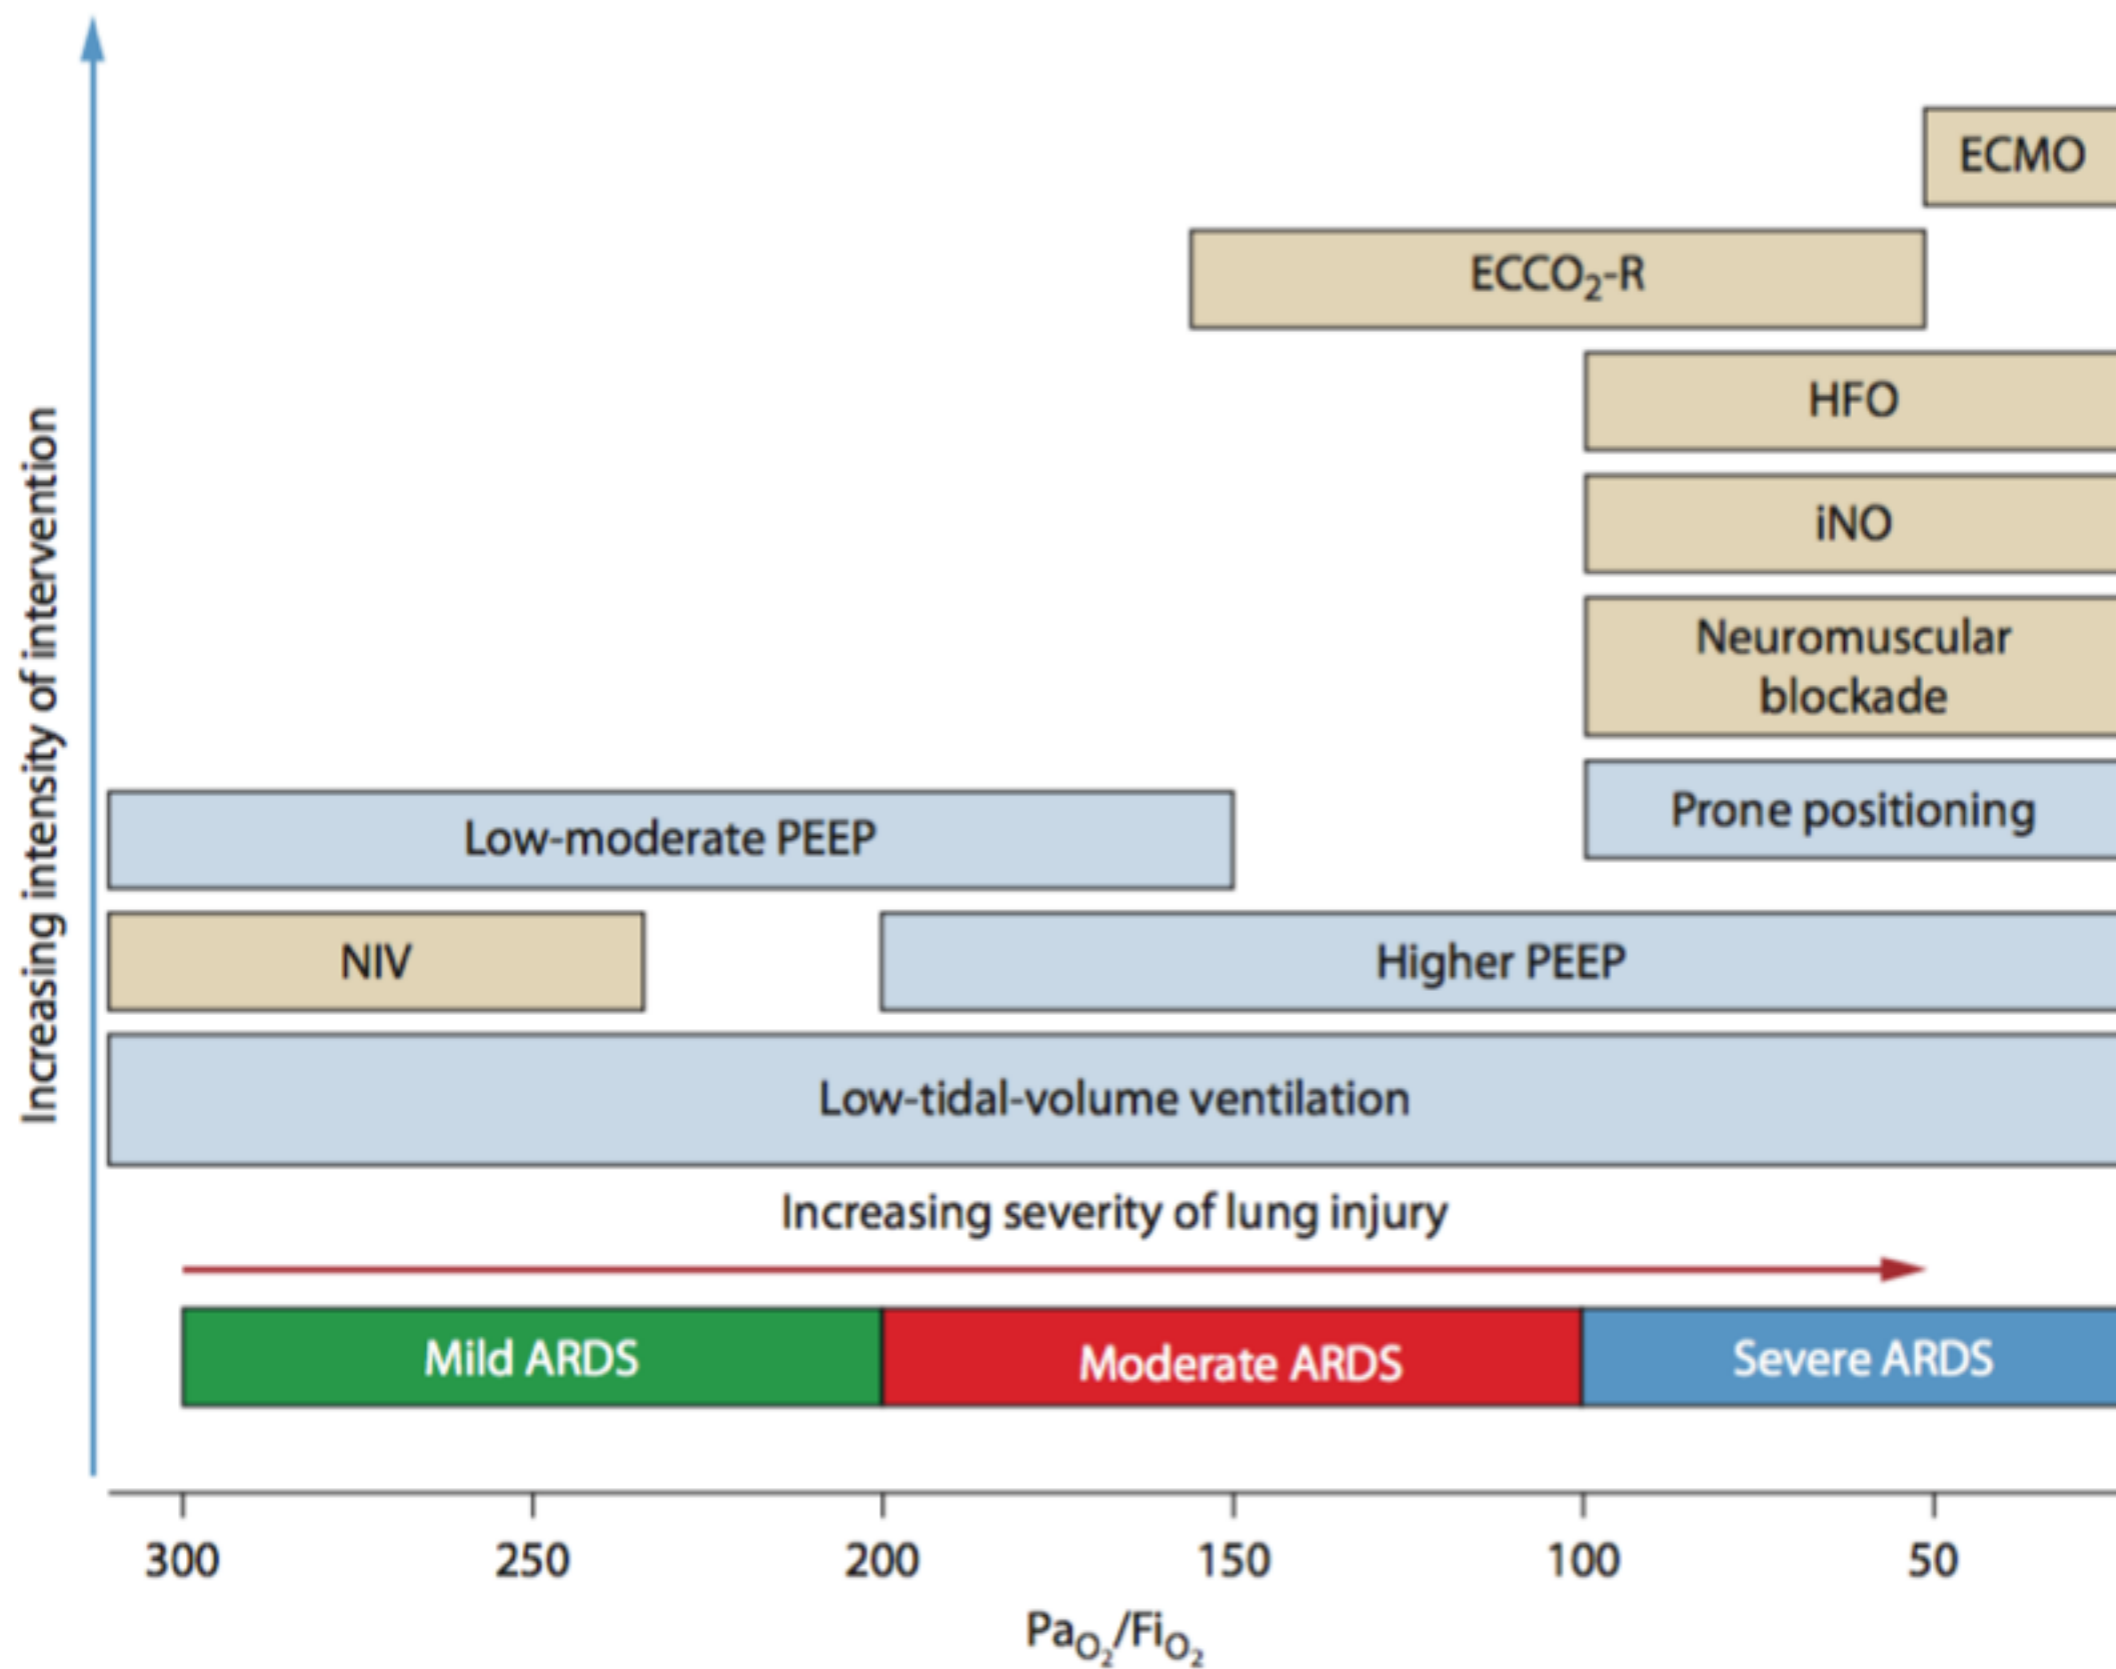 Increasing intensity of intervention
ECMO
ECCO₂-R
HFO
iNO
Neuromuscular
blockade
Prone positioning
Low-moderate PEEP
NIV
Higher PEEP
Low-tidal-volume ventilation
Increasing severity of lung injury
Mild ARDS
Moderate ARDS
Severe ARDS
300
250
200
150
100
50
PaO₂/FiO₂